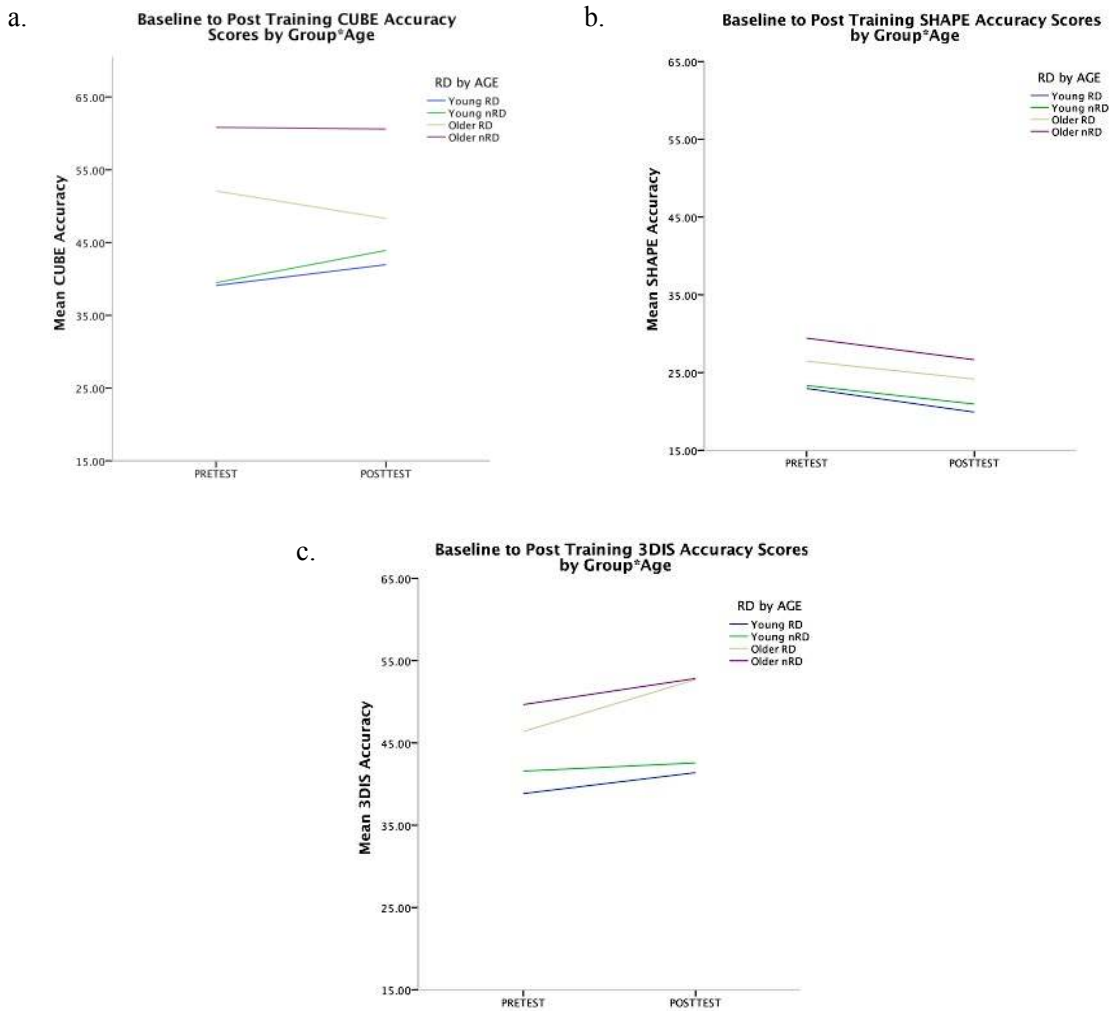 a.
Baseline to Post Training CUBE Accuracy
Scores by Group*Age
65.00
55.00
45.00
35.00
25.00
15.00
Mean CUBE Accuracy
RD by AGE
Young RD
Young nRD
Older RD
Older nRD
PRETEST
POSTTEST
b.
Baseline to Post Training SHAPE Accuracy Scores
by Group*Age
65.00
55.00
45.00
35.00
25.00
15.00
Mean SHAPE Accuracy
RD by AGE
Young RD
Young nRD
Older RD
Older nRD
PRETEST
POSTTEST
c.
Baseline to Post Training 3DIS Accuracy Scores
by Group*Age
65.00
55.00
45.00
35.00
25.00
15.00
Mean 3DIS Accuracy
RD by AGE
Young RD
Young nRD
Older RD
Older nRD
PRETEST
POSTTEST